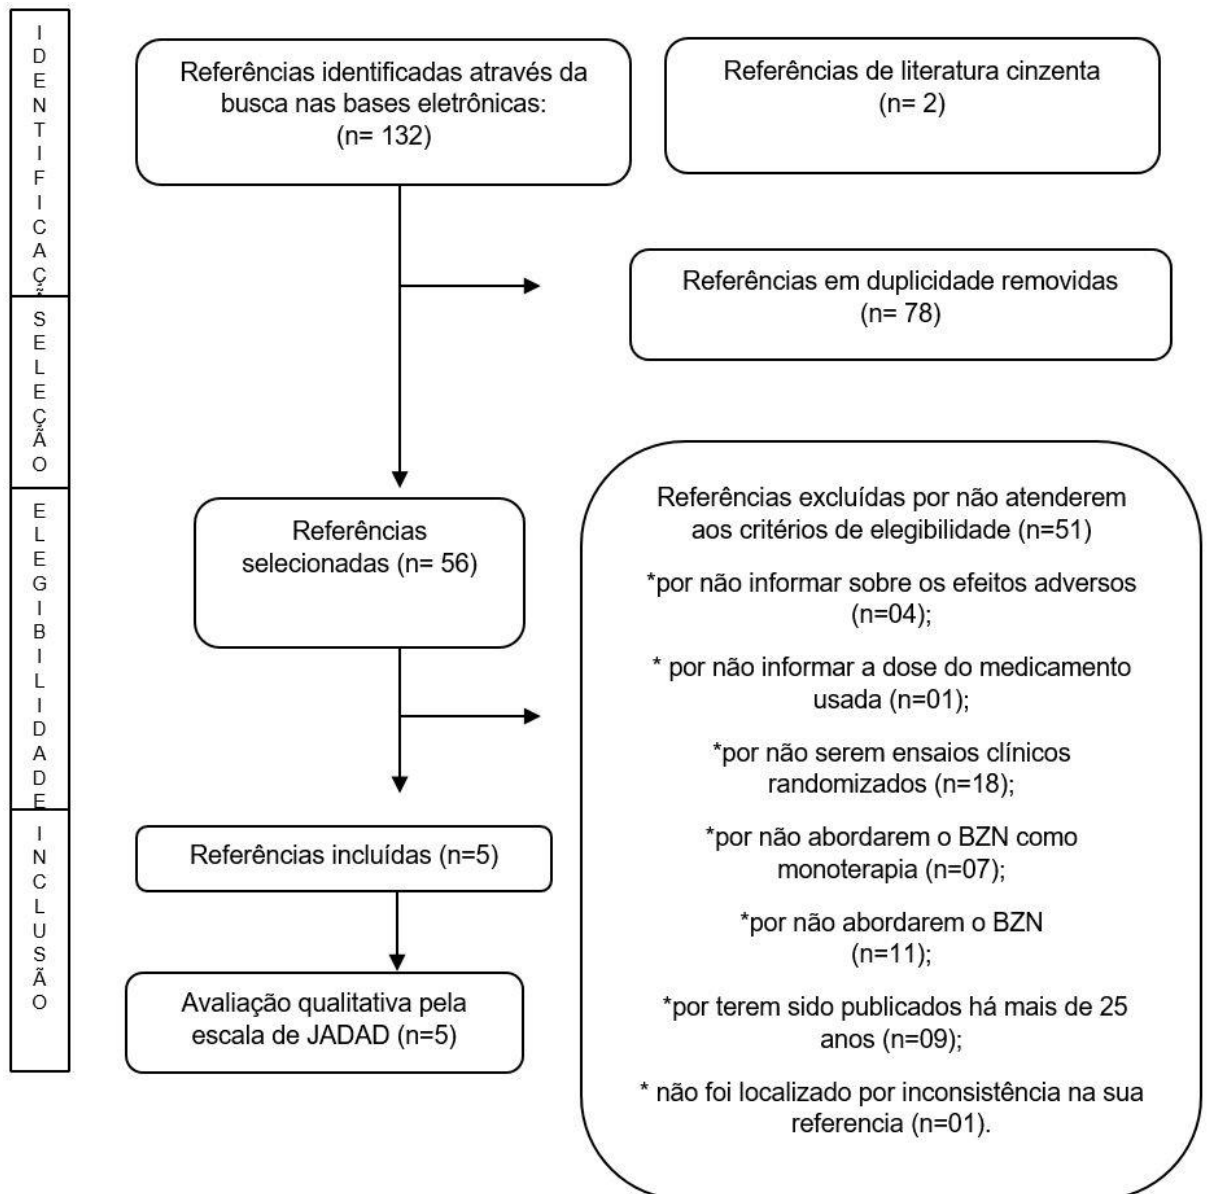 IDENTIFICAÇÃ
Referências identificadas através da
busca nas bases eletrônicas:
(n= 132)
Referências de literatura cinzenta
(n= 2)
Referências em duplicidade removidas
(n= 78)
SELEÇÃO
ELEGIBILIDADE
Referências
selecionadas (n= 56)
Referências excluídas por não atenderem
aos critérios de elegibilidade (n=51)
*por não informar sobre os efeitos adversos
(n=04);
* por não informar a dose do medicamento
usada (n=01);
*por não serem ensaios clínicos
randomizados (n=18);
*por não abordarem o BZN como
monoterapia (n=07);
*por não abordarem o BZN
(n=11);
*por terem sido publicados há mais de 25
anos (n=09);
* não foi localizado por inconsistência na sua
referencia (n=01).
INCLUSÃO
Referências incluídas (n=5)
Avaliação qualitativa pela
escala de JADAD (n=5)